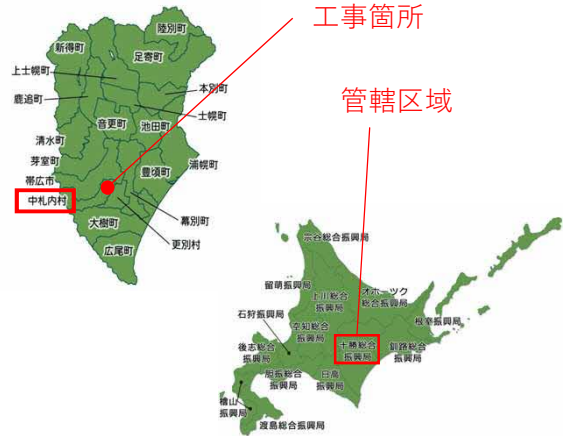 工事箇所
陸別町
新得町
足寄町
上士幌町
本別町
鹿追町
士幌町
音更町
池田町
清水町
浦幌町
芽室町
豊頃町
帯広市
中札内村
幕別町
大樹町
更別村
広尾町
管轄区域
宗谷総合
振興局
留萌振興局
オホーツク
総合振興局
上川総合
振興局
石狩振興局
根室振興局
空知総合
振興局
後志総合
振興局
十勝総合
振興局
釧路総合
振興局
胆振総合
振興局
日高
振興局
檜山
振興局
渡島総合振興局